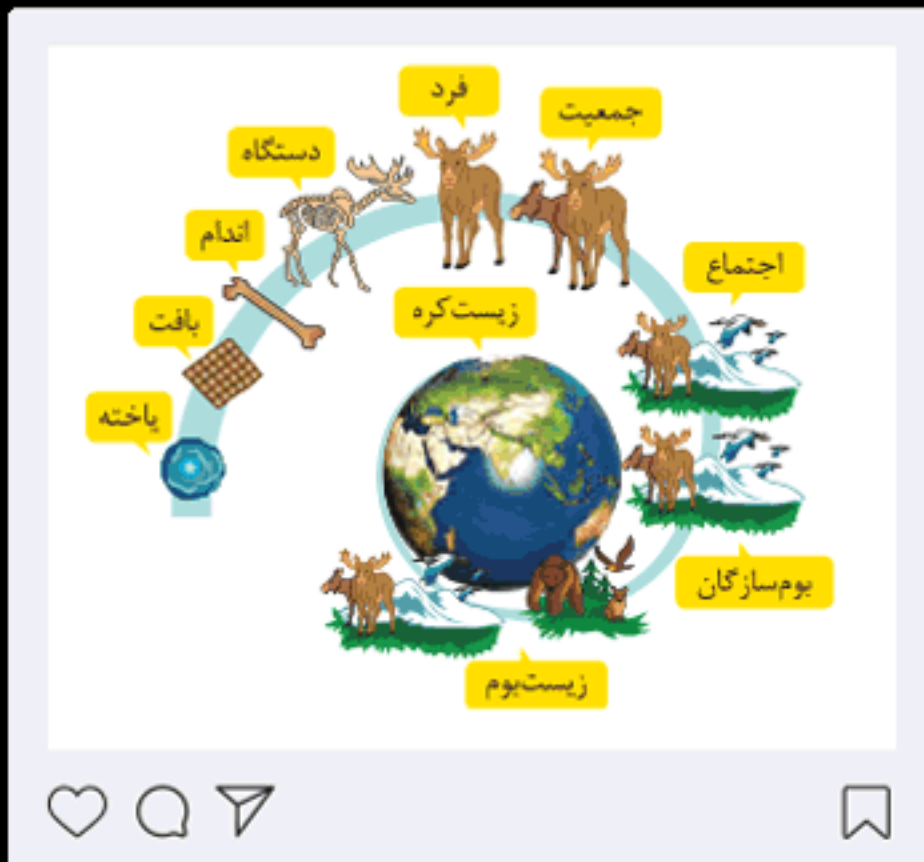 یاخته
بافت
اندام
دستگاه
فرد
جمعیت
اجتماع
بوم‌سازگان
زیست‌بوم
زیست‌کره